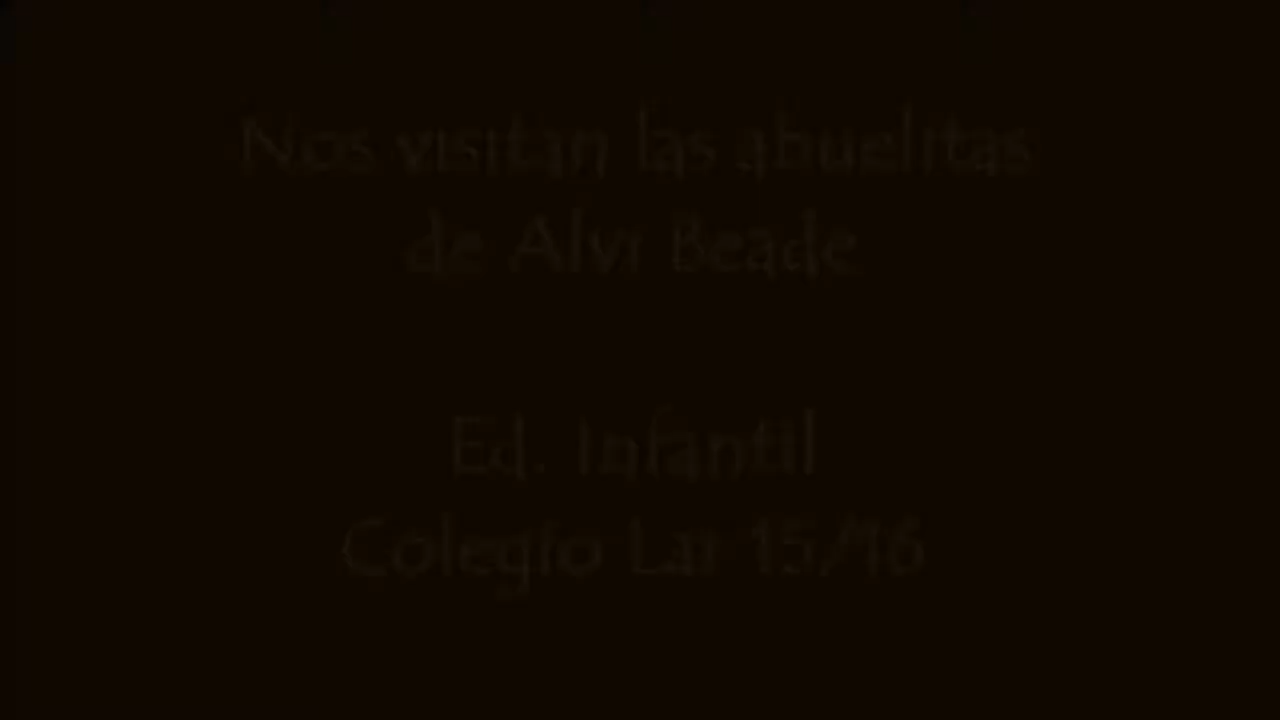 Nos visitan las abuelitas
de Alvi Beade
Ed. Infantil
Colegio Lar 15/16